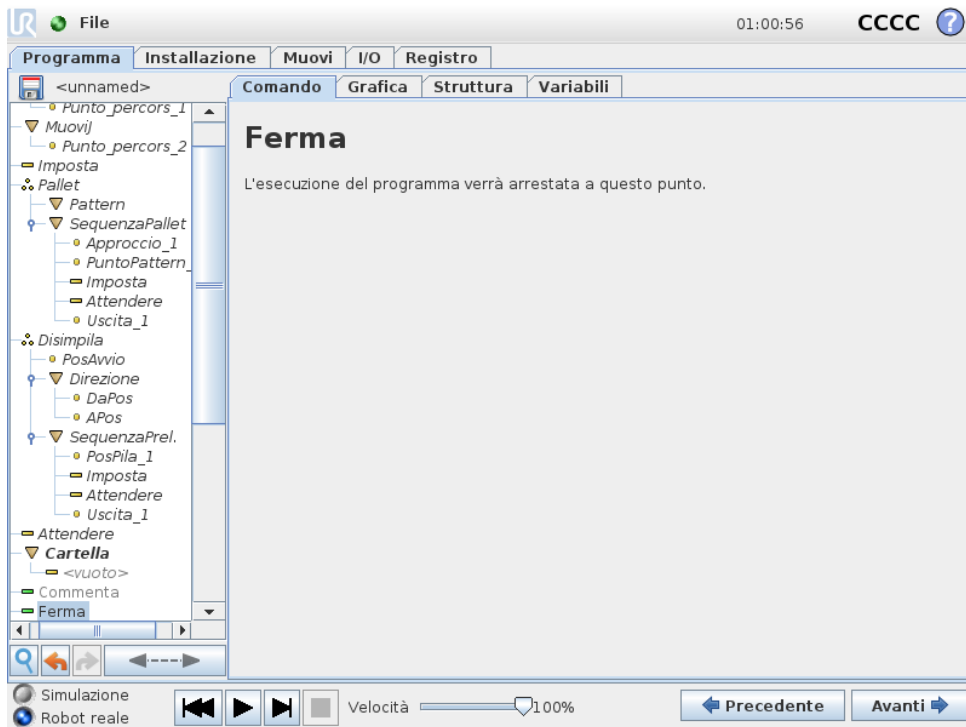 UR File 01:00:56 CCCC ?
Programma Installazione Muovi I/O Registro
<unnamed>
Comando Grafica Struttura Variabili
Punto_percors_1
MuoviJ
Punto_percors_2
Imposta
Pallet
Pattern
SequenzaPallet
Approccio_1
PuntoPattern_
Imposta
Attendere
Uscita_1
Disimpila
PosAvvio
Direzione
DaPos
APos
SequenzaPrel.
PosPila_1
Imposta
Attendere
Uscita_1
Attendere
Cartella
<vuoto>
Commenta
Ferma
Ferma
L'esecuzione del programma verrà arrestata a questo punto.
Simulazione
Robot reale
Velocità 100%
Precedente Avanti